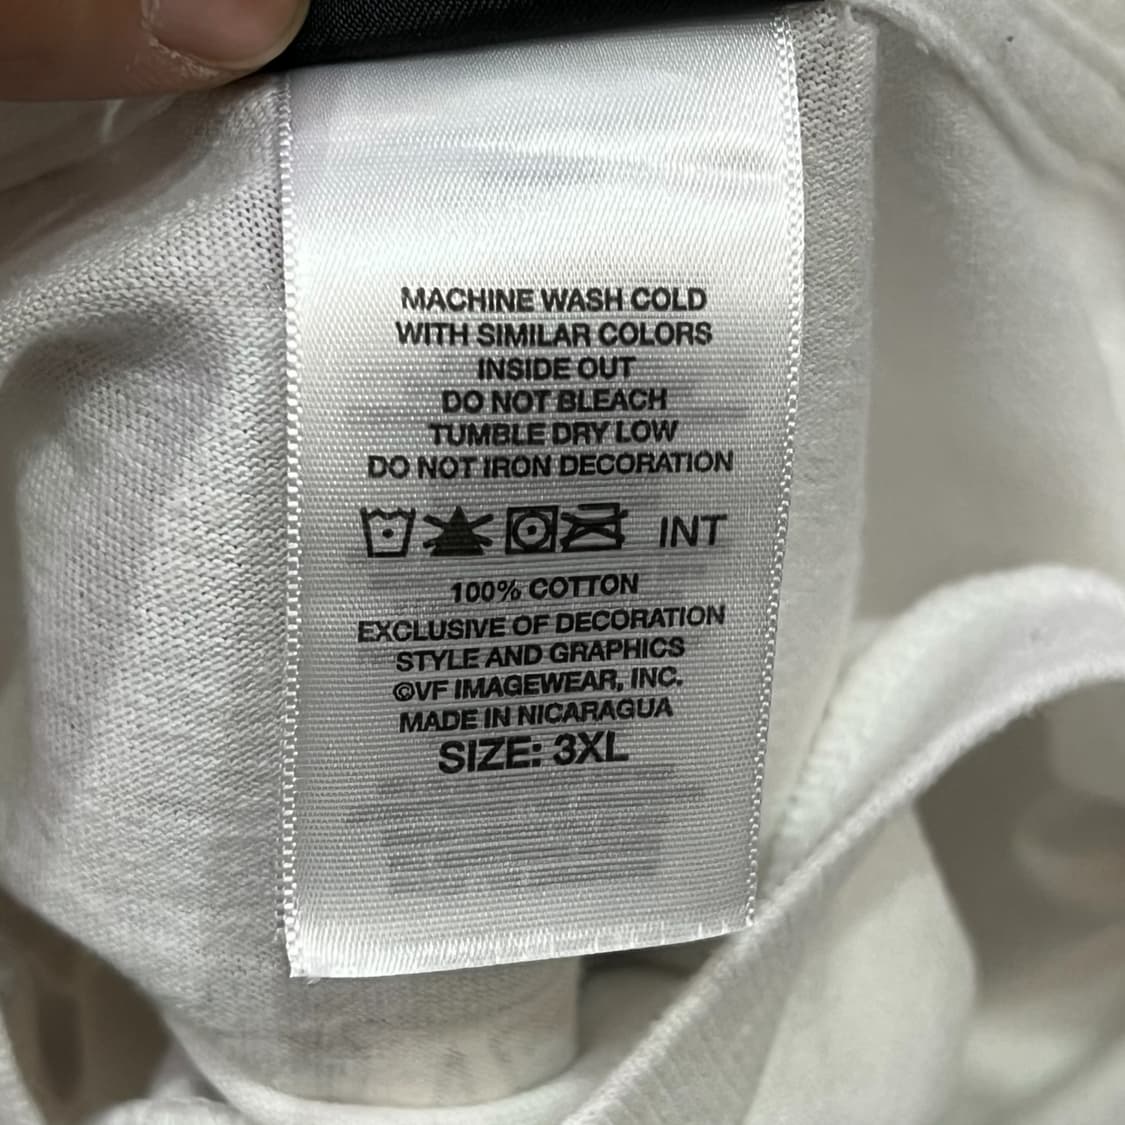 MACHINE WASH COLD
WITH SIMILAR COLORS
INSIDE OUT
DO NOT BLEACH
TUMBLE DRY LOW
DO NOT IRON DECORATION
INT
100% COTTON
EXCLUSIVE OF DECORATION
STYLE AND GRAPHICS
©VF IMAGEWEAR, INC.
MADE IN NICARAGUA
SIZE: 3XL